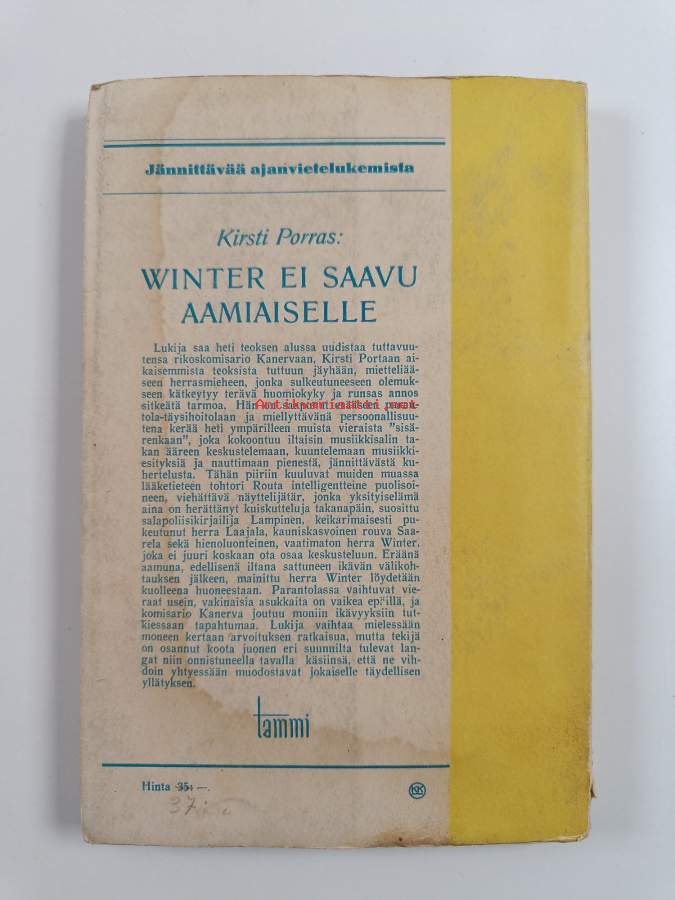 Jännittävää ajanvietelukemista
Kirsti Porras:
WINTER EI SAAVU
AAMIAISELLE
Lukija saa heti teoksen alussa uudistaa tuttavuu-
tensa rikoskomisario Kanervaan, Kirsti Portaan ai-
kaisemmista teoksista tuttuun jäyhään, mietteliää-
seen herrasmieheen, jonka sulkeutuneeseen olemuk-
seen kätkeytyy terävä huomiokyky ja runsas annos
sitkeätä tarmoa. Hän on saapunut erääseen paran-
tola-täysihoitolaan ja miellyttävänä persoonallisuu-
tena kerää heti ympärilleen muista vieraista "sisä-
renkaan", joka kokoontuu iltaisin musiikkisalin ta-
kan ääreen keskustelemaan, kuuntelemaan musiikki-
esityksiä ja nauttimaan pienestä, jännittävästä ku-
hertelusta. Tähän piiriin kuuluvat muiden muassa
lääketieteen tohtori Routa intelligentteine puolisoi-
neen, viehättävä näyttelijätär, jonka yksityiselämä
aina on herättänyt kuiskutteluja takanapäin, suosittu
salapoliisikirjailija Lampinen, keikarimaisesti pu-
keutunut herra Laajala, kauniskasvoinen rouva Saa-
rela sekä hienoluonteinen, vaatimaton herra Winter,
joka ei juuri koskaan ota osaa keskusteluun. Eräänä
aamuna, edellisenä iltana sattuneen ikävän välikoh-
tauksen jälkeen, mainittu herra Winter löydetään
kuolleena huoneestaan. Parantolassa vaihtuvat vie-
raat usein, vakinaisia asukkaita on vaikea epäillä, ja
komisario Kanerva joutuu moniin ikävyyksiin tut-
kiessaan tapahtumaa. Lukija vaihtaa mielessään
moneen kertaan arvoituksen ratkaisua, mutta tekijä
on osannut koota juonen eri suunnilta tulevat lan-
gat niin onnistuneella tavalla käsiinsä, että ne vih-
doin yhtyessään muodostavat jokaiselle täydellisen
yllätyksen.
tammi
Hinta 35: —.
KK